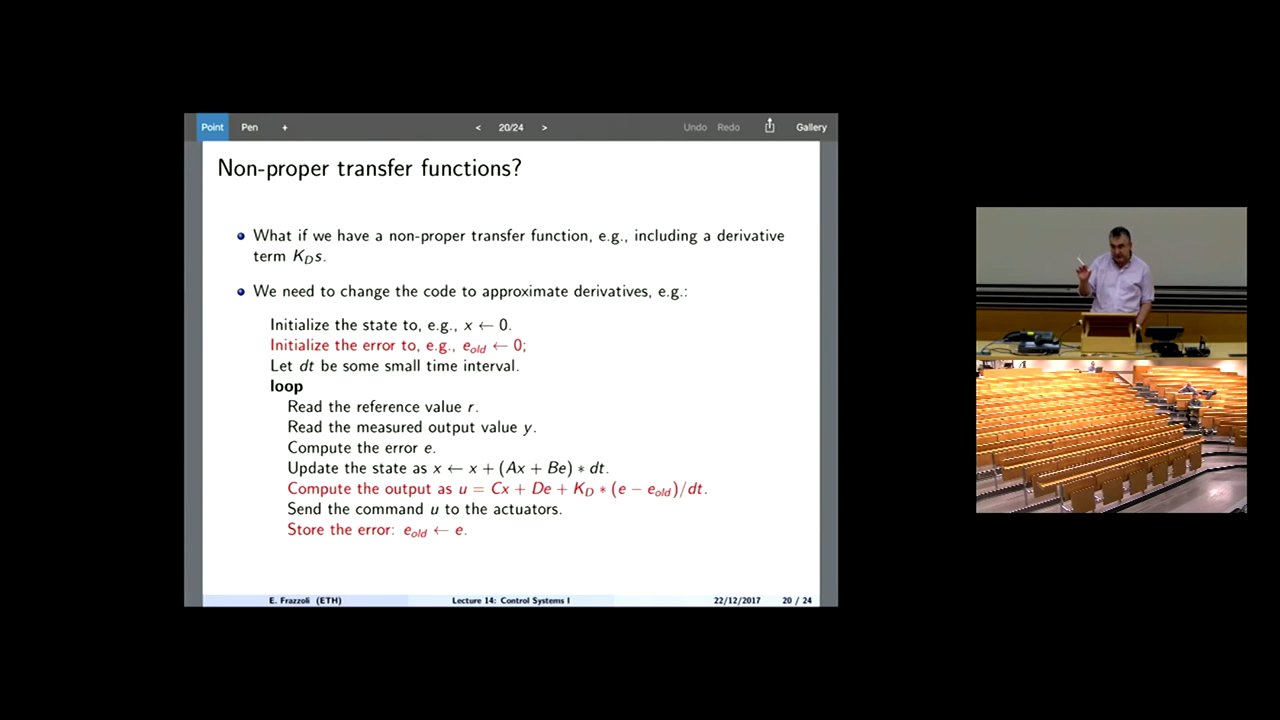 Point Pen + < 20/24 > Undo Redo Gallery
Non-proper transfer functions?
What if we have a non-proper transfer function, e.g., including a derivative
term K_D s.
We need to change the code to approximate derivatives, e.g.:
Initialize the state to, e.g., x ← 0.
Initialize the error to, e.g., e_old ← 0;
Let dt be some small time interval.
loop
Read the reference value r.
Read the measured output value y.
Compute the error e.
Update the state as x ← x + (Ax + Be) * dt.
Compute the output as u = Cx + De + K_D * (e − e_old)/dt.
Send the command u to the actuators.
Store the error: e_old ← e.
E. Frazzoli (ETH) Lecture 14: Control Systems I 22/12/2017 20 / 24